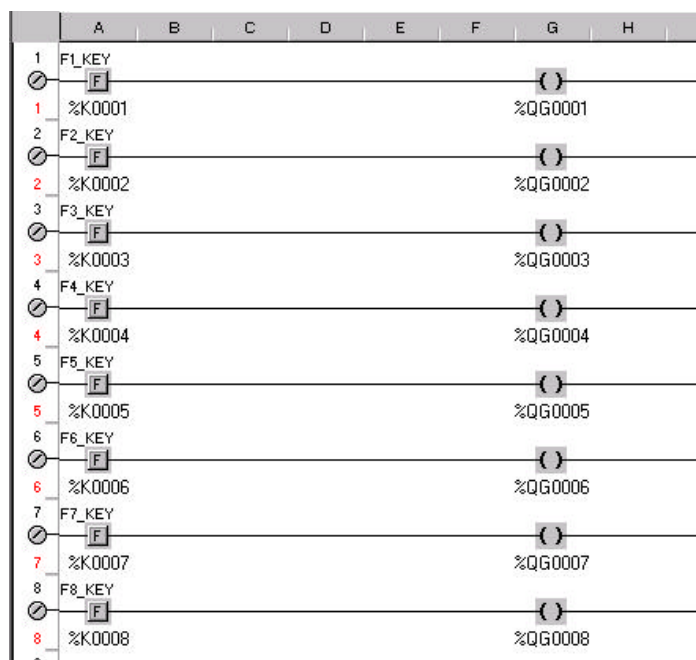 A B C D E F G H
1 F1_KEY
F ( )
1 %K0001 %QG0001
2 F2_KEY
F ( )
2 %K0002 %QG0002
3 F3_KEY
F ( )
3 %K0003 %QG0003
4 F4_KEY
F ( )
4 %K0004 %QG0004
5 F5_KEY
F ( )
5 %K0005 %QG0005
6 F6_KEY
F ( )
6 %K0006 %QG0006
7 F7_KEY
F ( )
7 %K0007 %QG0007
8 F8_KEY
F ( )
8 %K0008 %QG0008